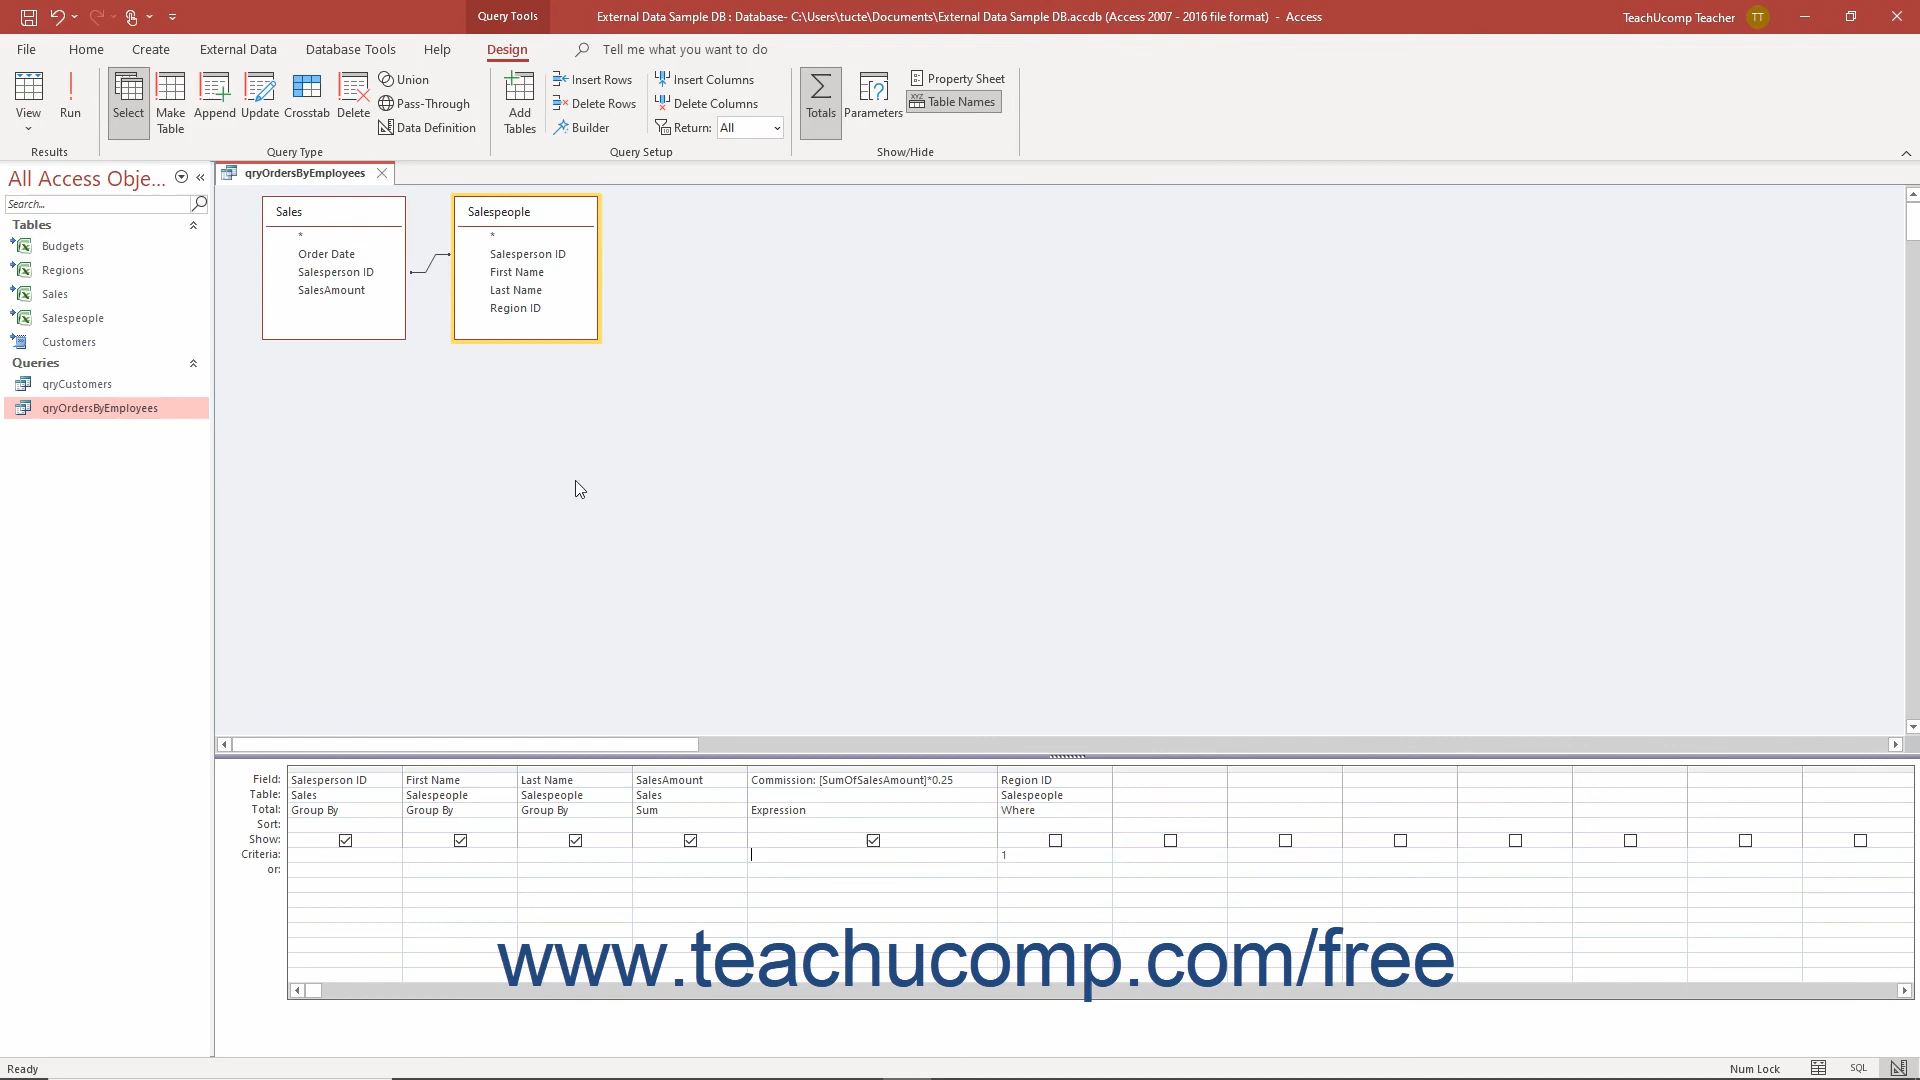 Query Tools
External Data Sample DB : Database- C:\Users\tucte\Documents\External Data Sample DB.accdb (Access 2007 - 2016 file format) - Access
TeachUcomp Teacher TT
File Home Create External Data Database Tools Help Design Tell me what you want to do
View
Run
Results
Select
Make Table
Append
Update
Crosstab
Delete
Union
Pass-Through
Data Definition
Query Type
Add Tables
Insert Rows
Delete Rows
Builder
Insert Columns
Delete Columns
Return: All
Query Setup
Totals
Parameters
Property Sheet
Table Names
Show/Hide
All Access Obje...
Search...
Tables
Budgets
Regions
Sales
Salespeople
Customers
Queries
qryCustomers
qryOrdersByEmployees
qryOrdersByEmployees
Sales
*
Order Date
Salesperson ID
SalesAmount
Salespeople
*
Salesperson ID
First Name
Last Name
Region ID
Field: Salesperson ID First Name Last Name SalesAmount Commission: [SumOfSalesAmount]*0.25 Region ID
Table: Sales Salespeople Salespeople Sales Salespeople
Total: Group By Group By Group By Sum Expression Where
Sort:
Show:
Criteria: 1
or:
www.teachucomp.com/free
Ready
Num Lock
SQL